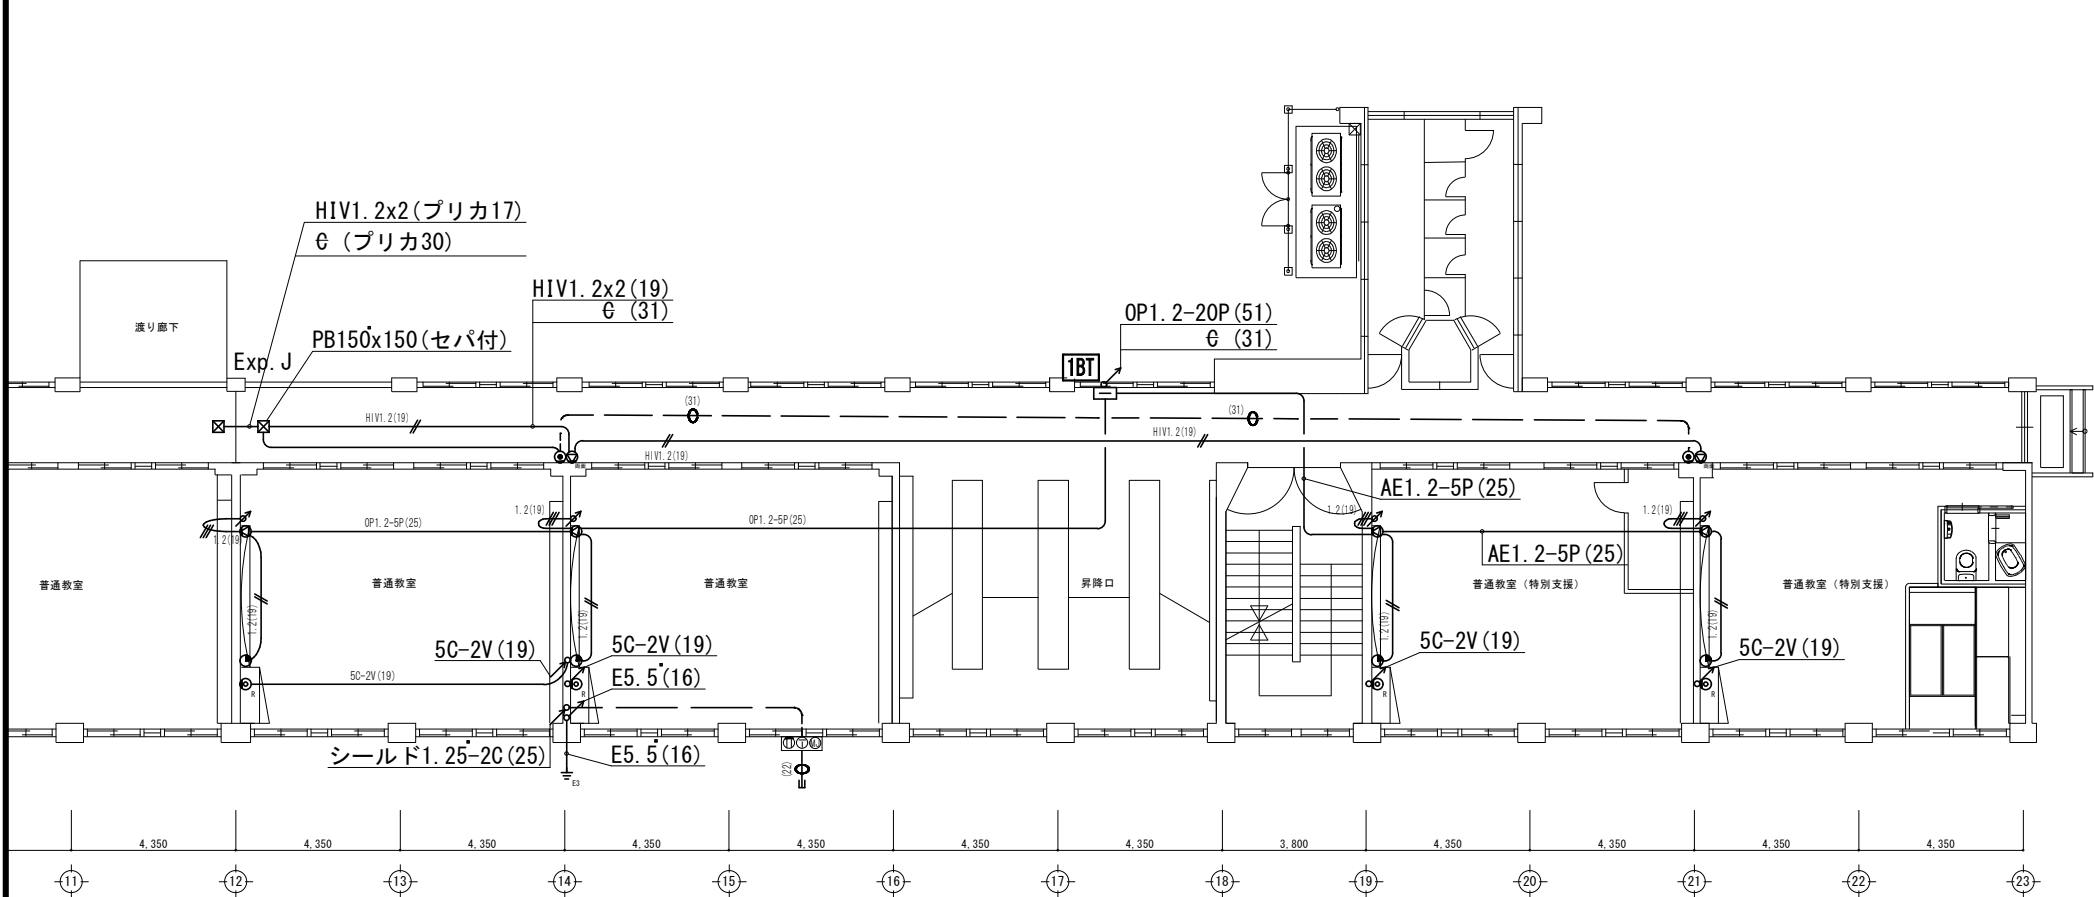 HIV1.2x2(プリカ17)
(プリカ30)
HIV1.2x2(19)
(31)
OP1.2-20P(51)
(31)
渡り廊下
Exp.J
PB150x150(セパ付)
1BT
(31)
(31)
HIV1.2(19)
HIV1.2(19)
HIV1.2(19)
両面
AE1.2-5P(25)
1.2(19)
1.2(19)
1.2(19)
1.2(19)
OP1.2-5P(25)
OP1.2-5P(25)
1.2(19
AE1.2-5P(25)
普通教室
普通教室
普通教室
昇降口
普通教室（特別支援）
普通教室（特別支援）
1.2(19)
1.2(19)
1.2(19)
1.2(19)
5C-2V(19)
5C-2V(19)
5C-2V(19)
5C-2V(19)
5C-2V(19)
E5.5(16)
R
R
R
R
シールド1.25-2C(25)
E5.5(16)
E3
(22)
4,350
4,350
4,350
4,350
4,350
4,350
4,350
3,800
4,350
4,350
4,350
4,350
11
12
13
14
15
16
17
18
19
20
21
22
23